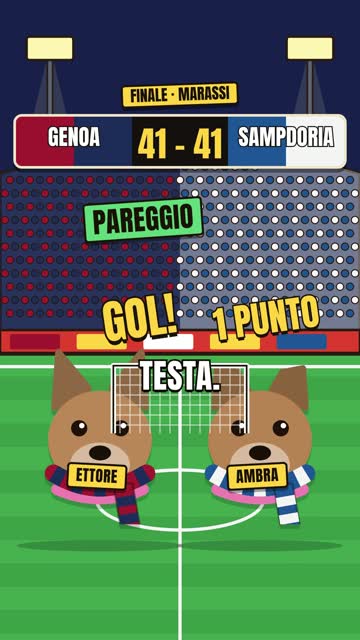 FINALE · MARASSI
GENOA 41 - 41 SAMPDORIA
PAREGGIO
GOL! 1 PUNTO
TESTA.
ETTORE AMBRA